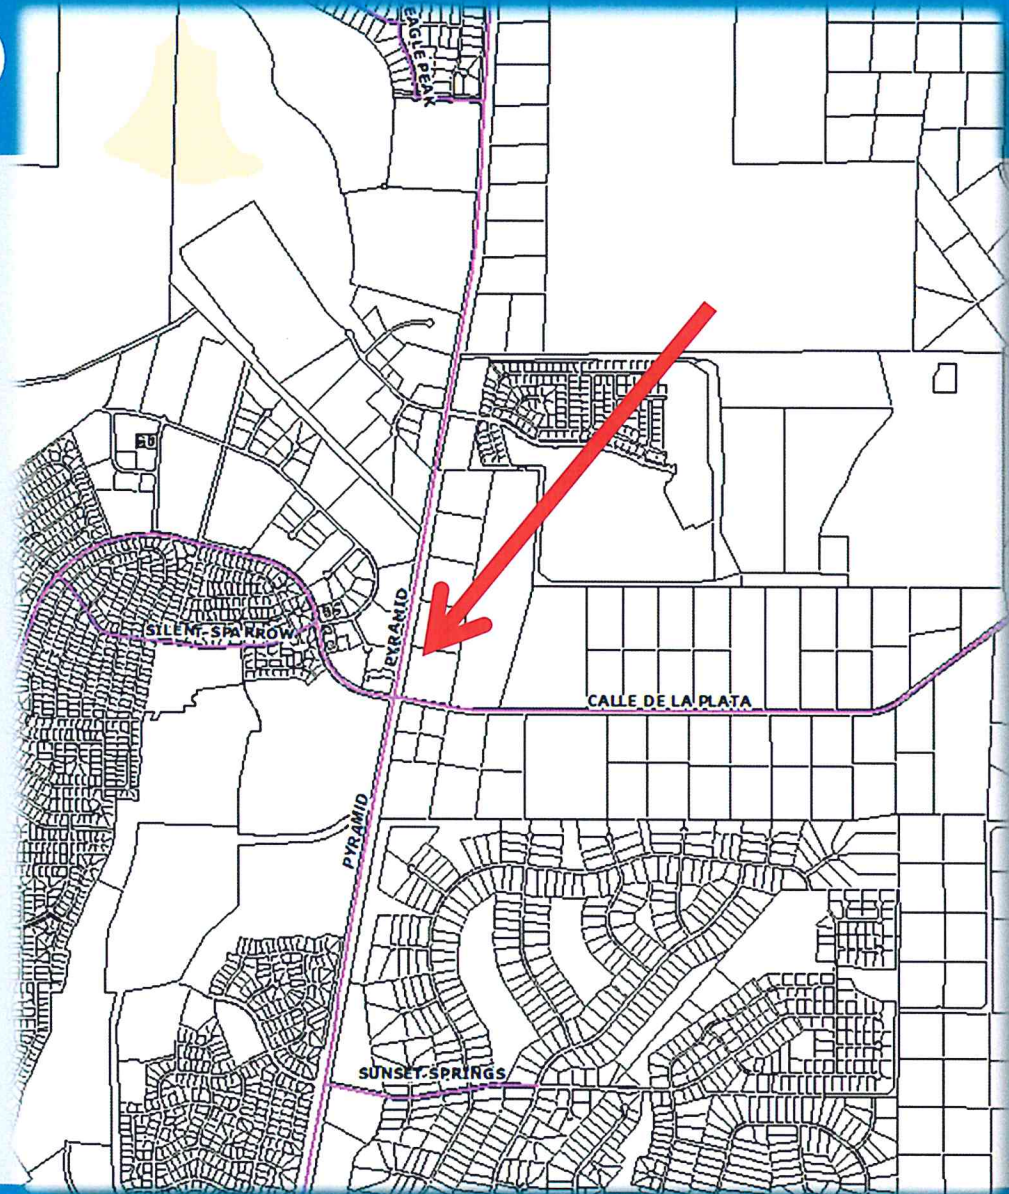 EAGLE PEAK
PYRAMID
SILENT-SPARROW
CALLE DE LA PLATA
PYRAMID
SUNSET-SPRINGS